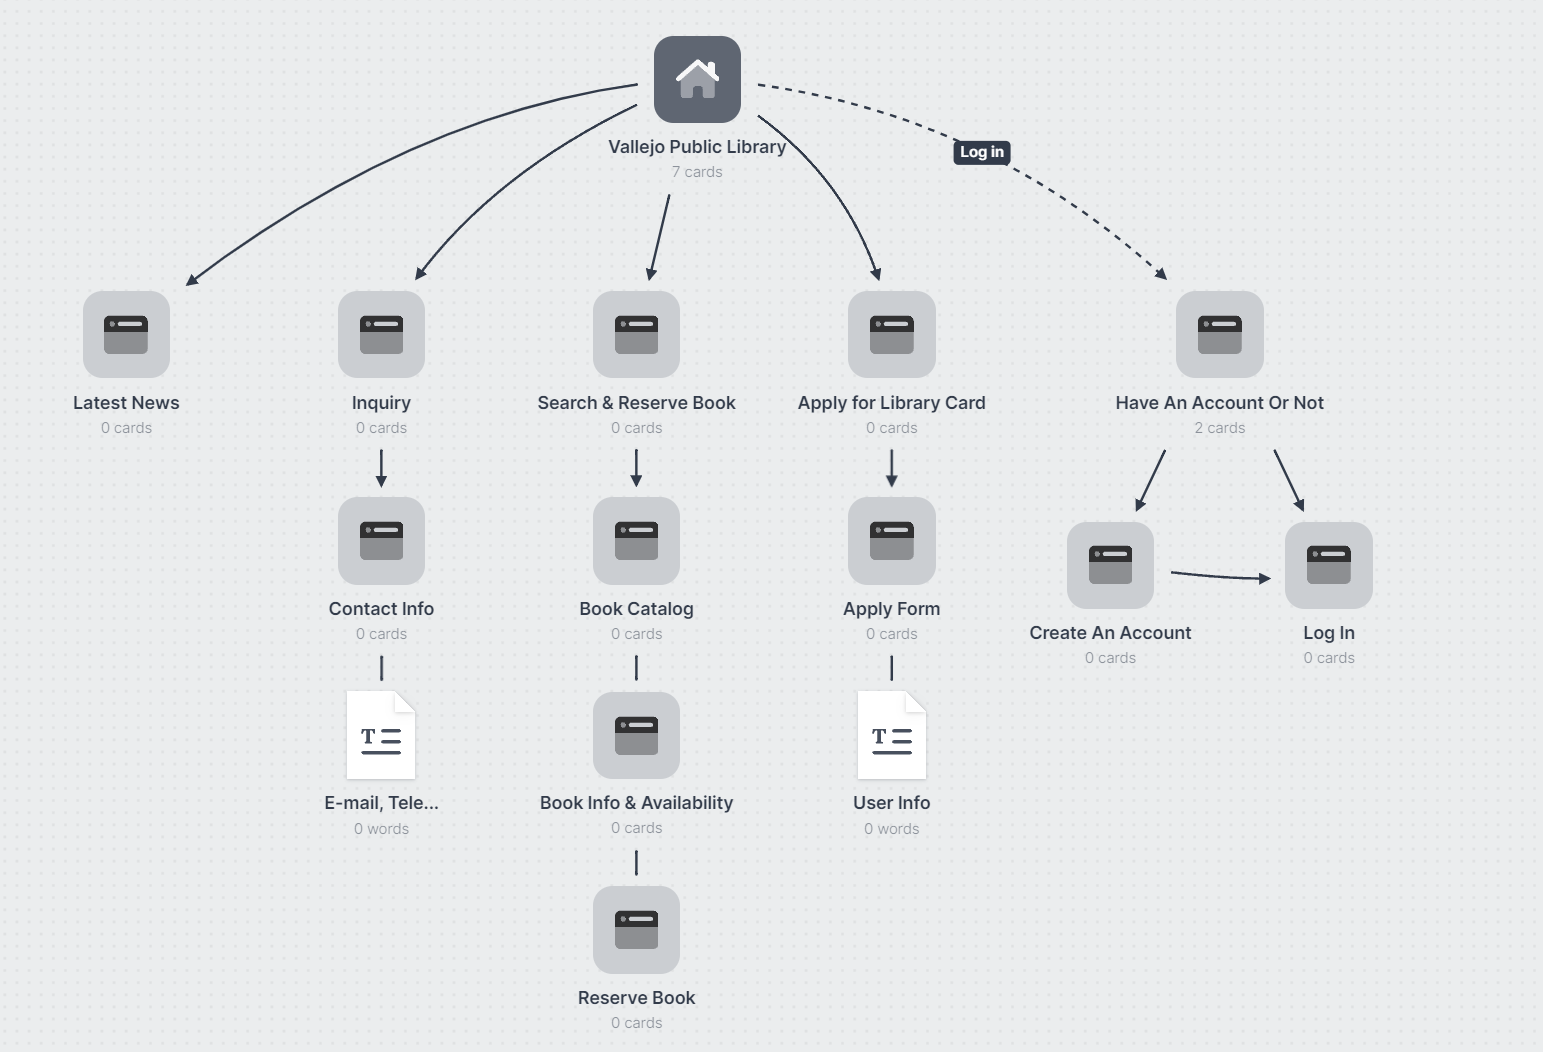 Vallejo Public Library
7 cards
Log in
Latest News
0 cards
Inquiry
0 cards
Search & Reserve Book
0 cards
Apply for Library Card
0 cards
Have An Account Or Not
2 cards
Contact Info
0 cards
Book Catalog
0 cards
Apply Form
0 cards
Create An Account
0 cards
Log In
0 cards
T
E-mail, Tele...
0 words
Book Info & Availability
0 cards
T
User Info
0 words
Reserve Book
0 cards